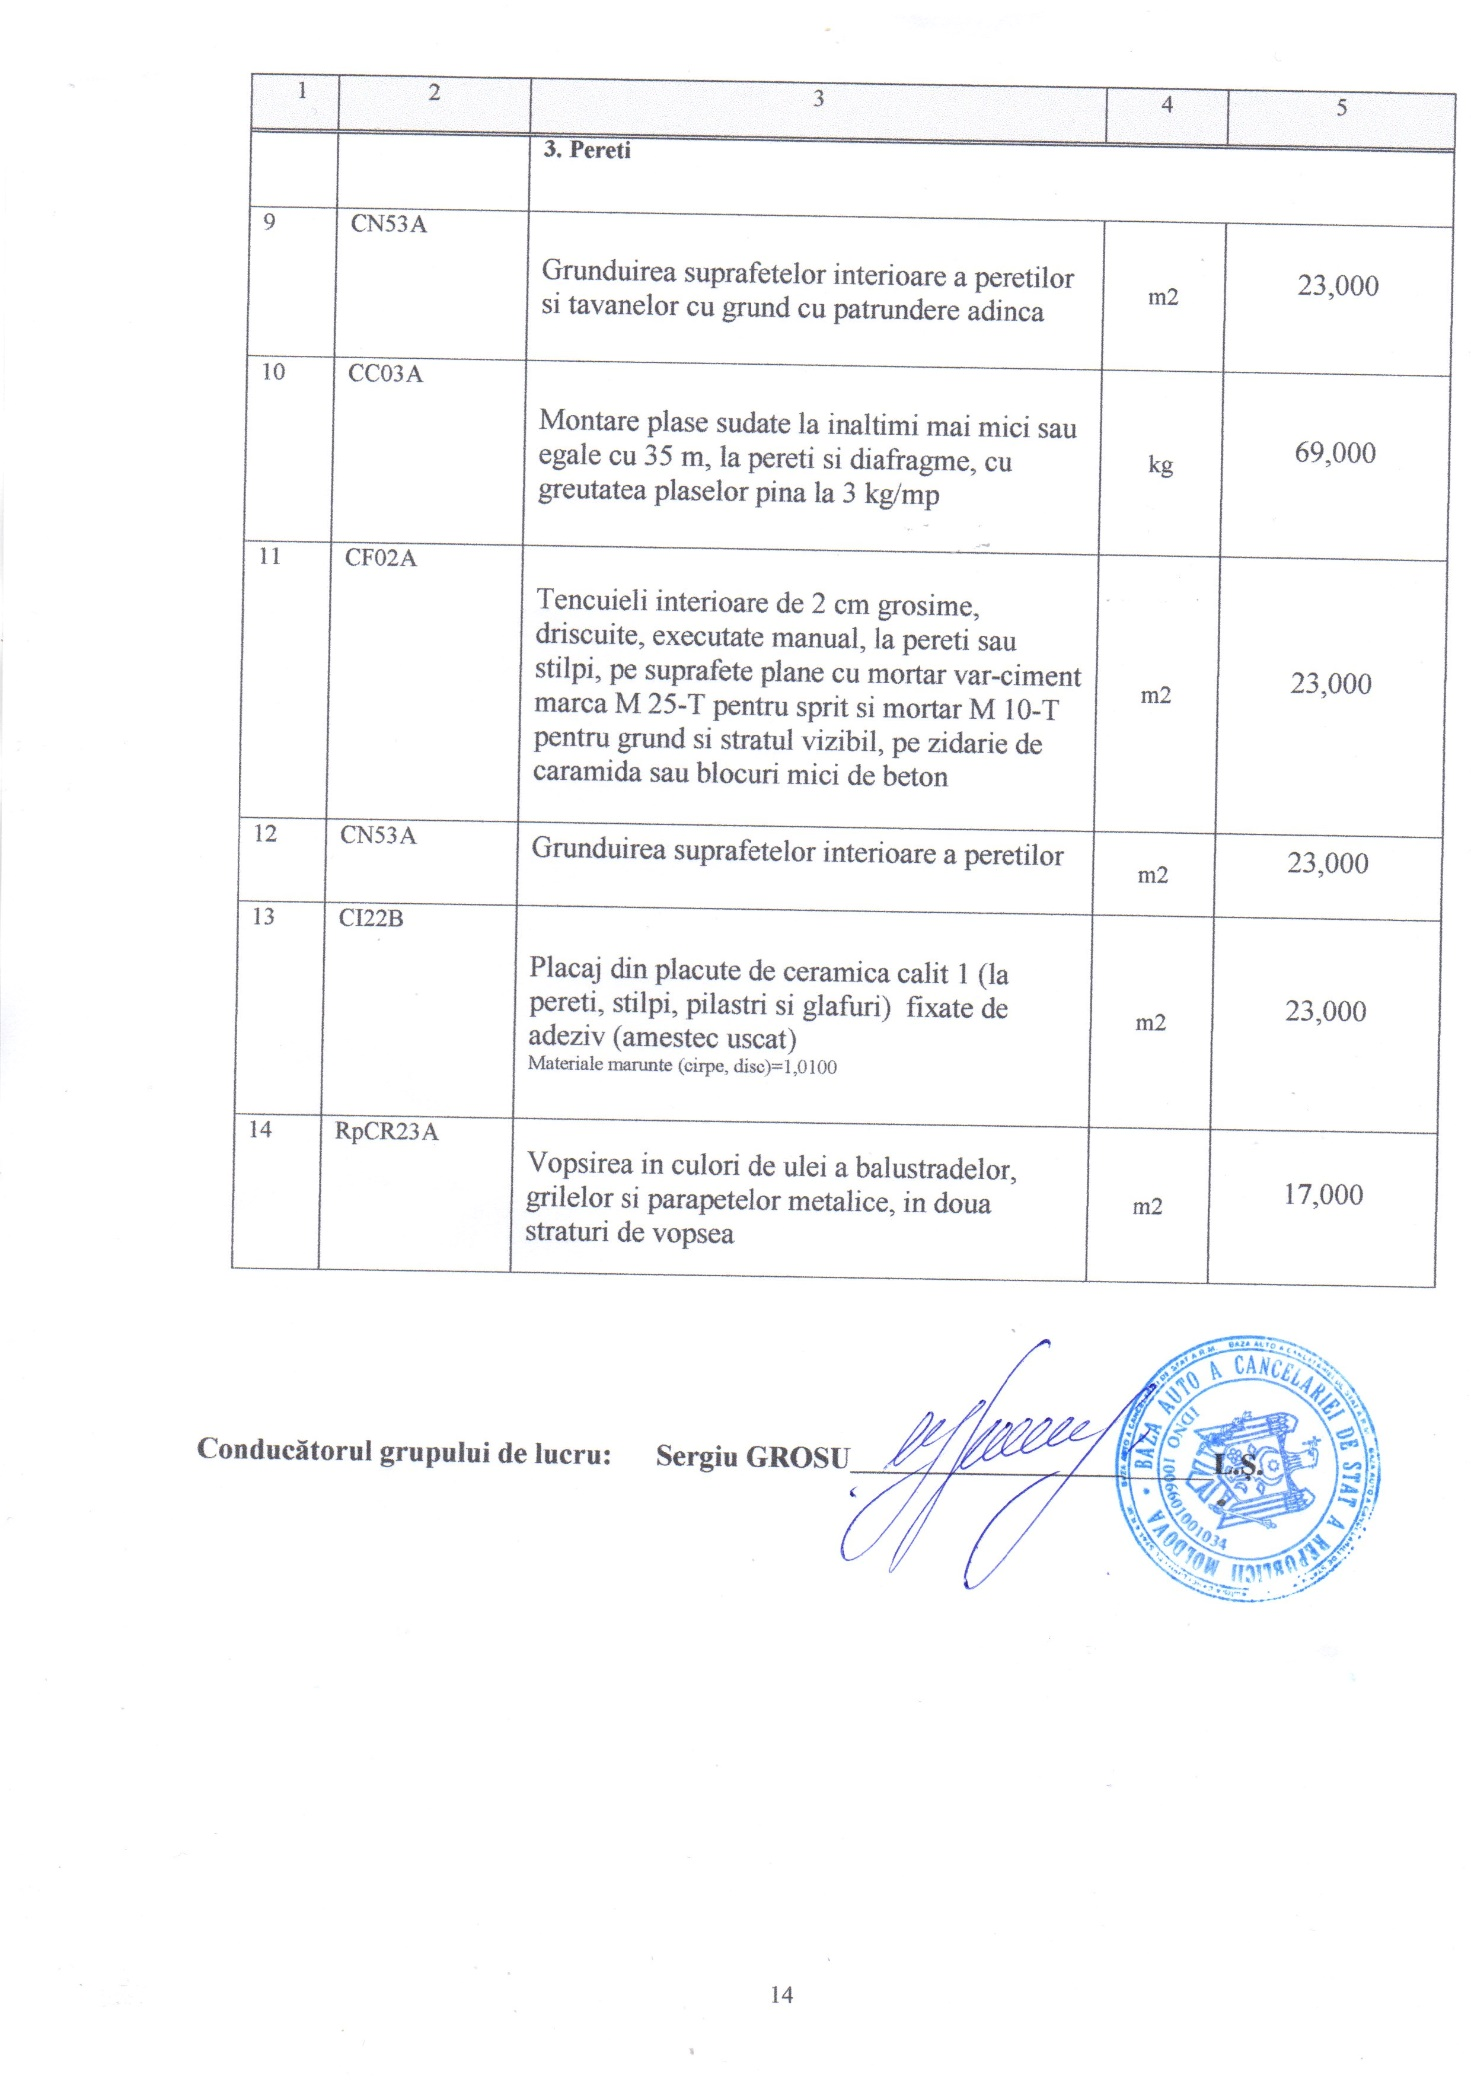 1 2 3 4 5
3. Pereti
9 CN53A
Grunduirea suprafetelor interioare a peretilor
si tavanelor cu grund cu patrundere adinca
m2 23,000
10 CC03A
Montare plase sudate la inaltimi mai mici sau
egale cu 35 m, la pereti si diafragme, cu
greutatea plaselor pina la 3 kg/mp
kg 69,000
11 CF02A
Tencuieli interioare de 2 cm grosime,
driscuite, executate manual, la pereti sau
stilpi, pe suprafete plane cu mortar var-ciment
marca M 25-T pentru sprit si mortar M 10-T
pentru grund si stratul vizibil, pe zidarie de
caramida sau blocuri mici de beton
m2 23,000
12 CN53A
Grunduirea suprafetelor interioare a peretilor
m2 23,000
13 CI22B
Placaj din placute de ceramica calit 1 (la
pereti, stilpi, pilastri si glafuri) fixate de
adeziv (amestec uscat)
Materiale marunte (cirpe, disc)=1,0100
m2 23,000
14 RpCR23A
Vopsirea in culori de ulei a balustradelor,
grilelor si parapetelor metalice, in doua
straturi de vopsea
m2 17,000
Conducătorul grupului de lucru: Sergiu GROSU L.Ș.
BAZA AUTO A CANCELARIEI DE STAT A REPUBLICII MOLDOVA
IDNO 1006601001034
14